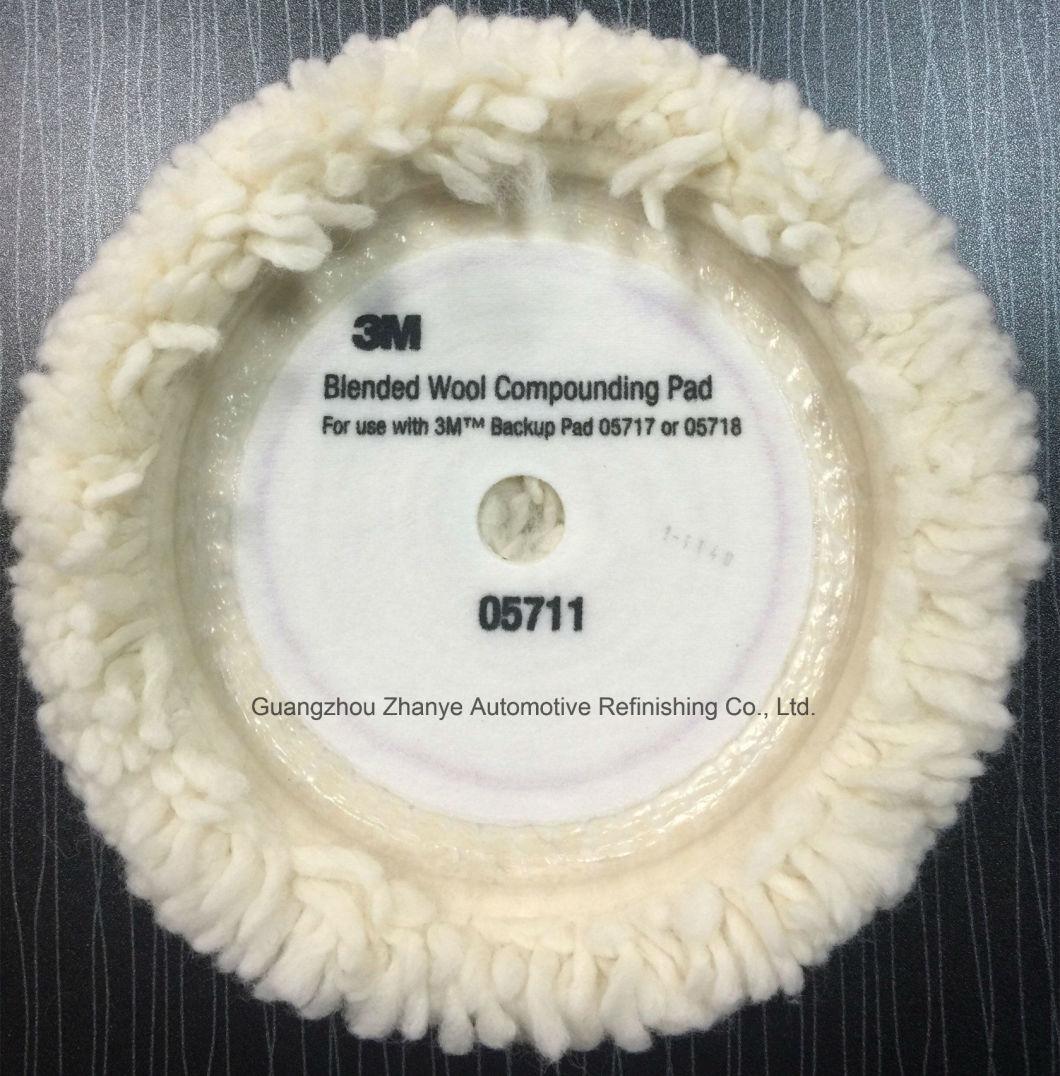 3M
Blended Wool Compounding Pad
For use with 3M™ Backup Pad 05717 or 05718
05711
Guangzhou Zhanye Automotive Refinishing Co., Ltd.